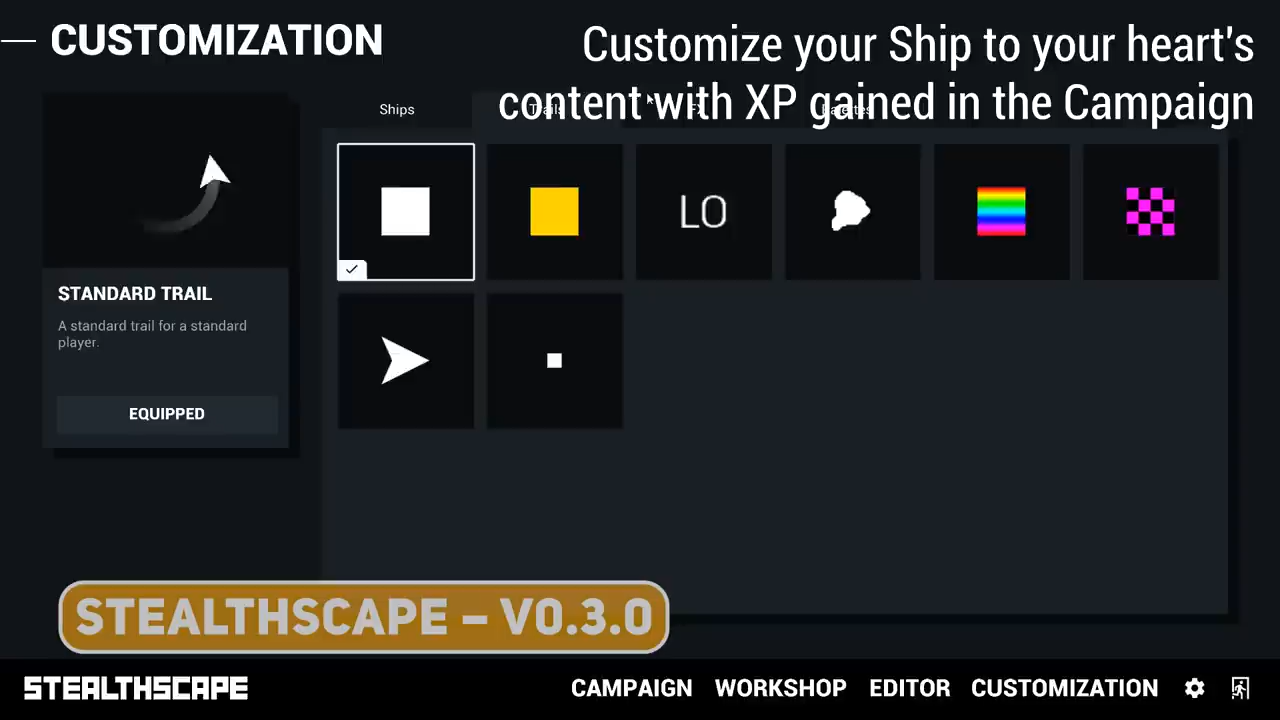 CUSTOMIZATION
Customize your Ship to your heart's
content with XP gained in the Campaign
Ships
Trails
LO
STANDARD TRAIL
A standard trail for a standard
player.
EQUIPPED
STEALTHSCAPE – V0.3.0
STEALTHSCAPE
CAMPAIGN
WORKSHOP
EDITOR
CUSTOMIZATION